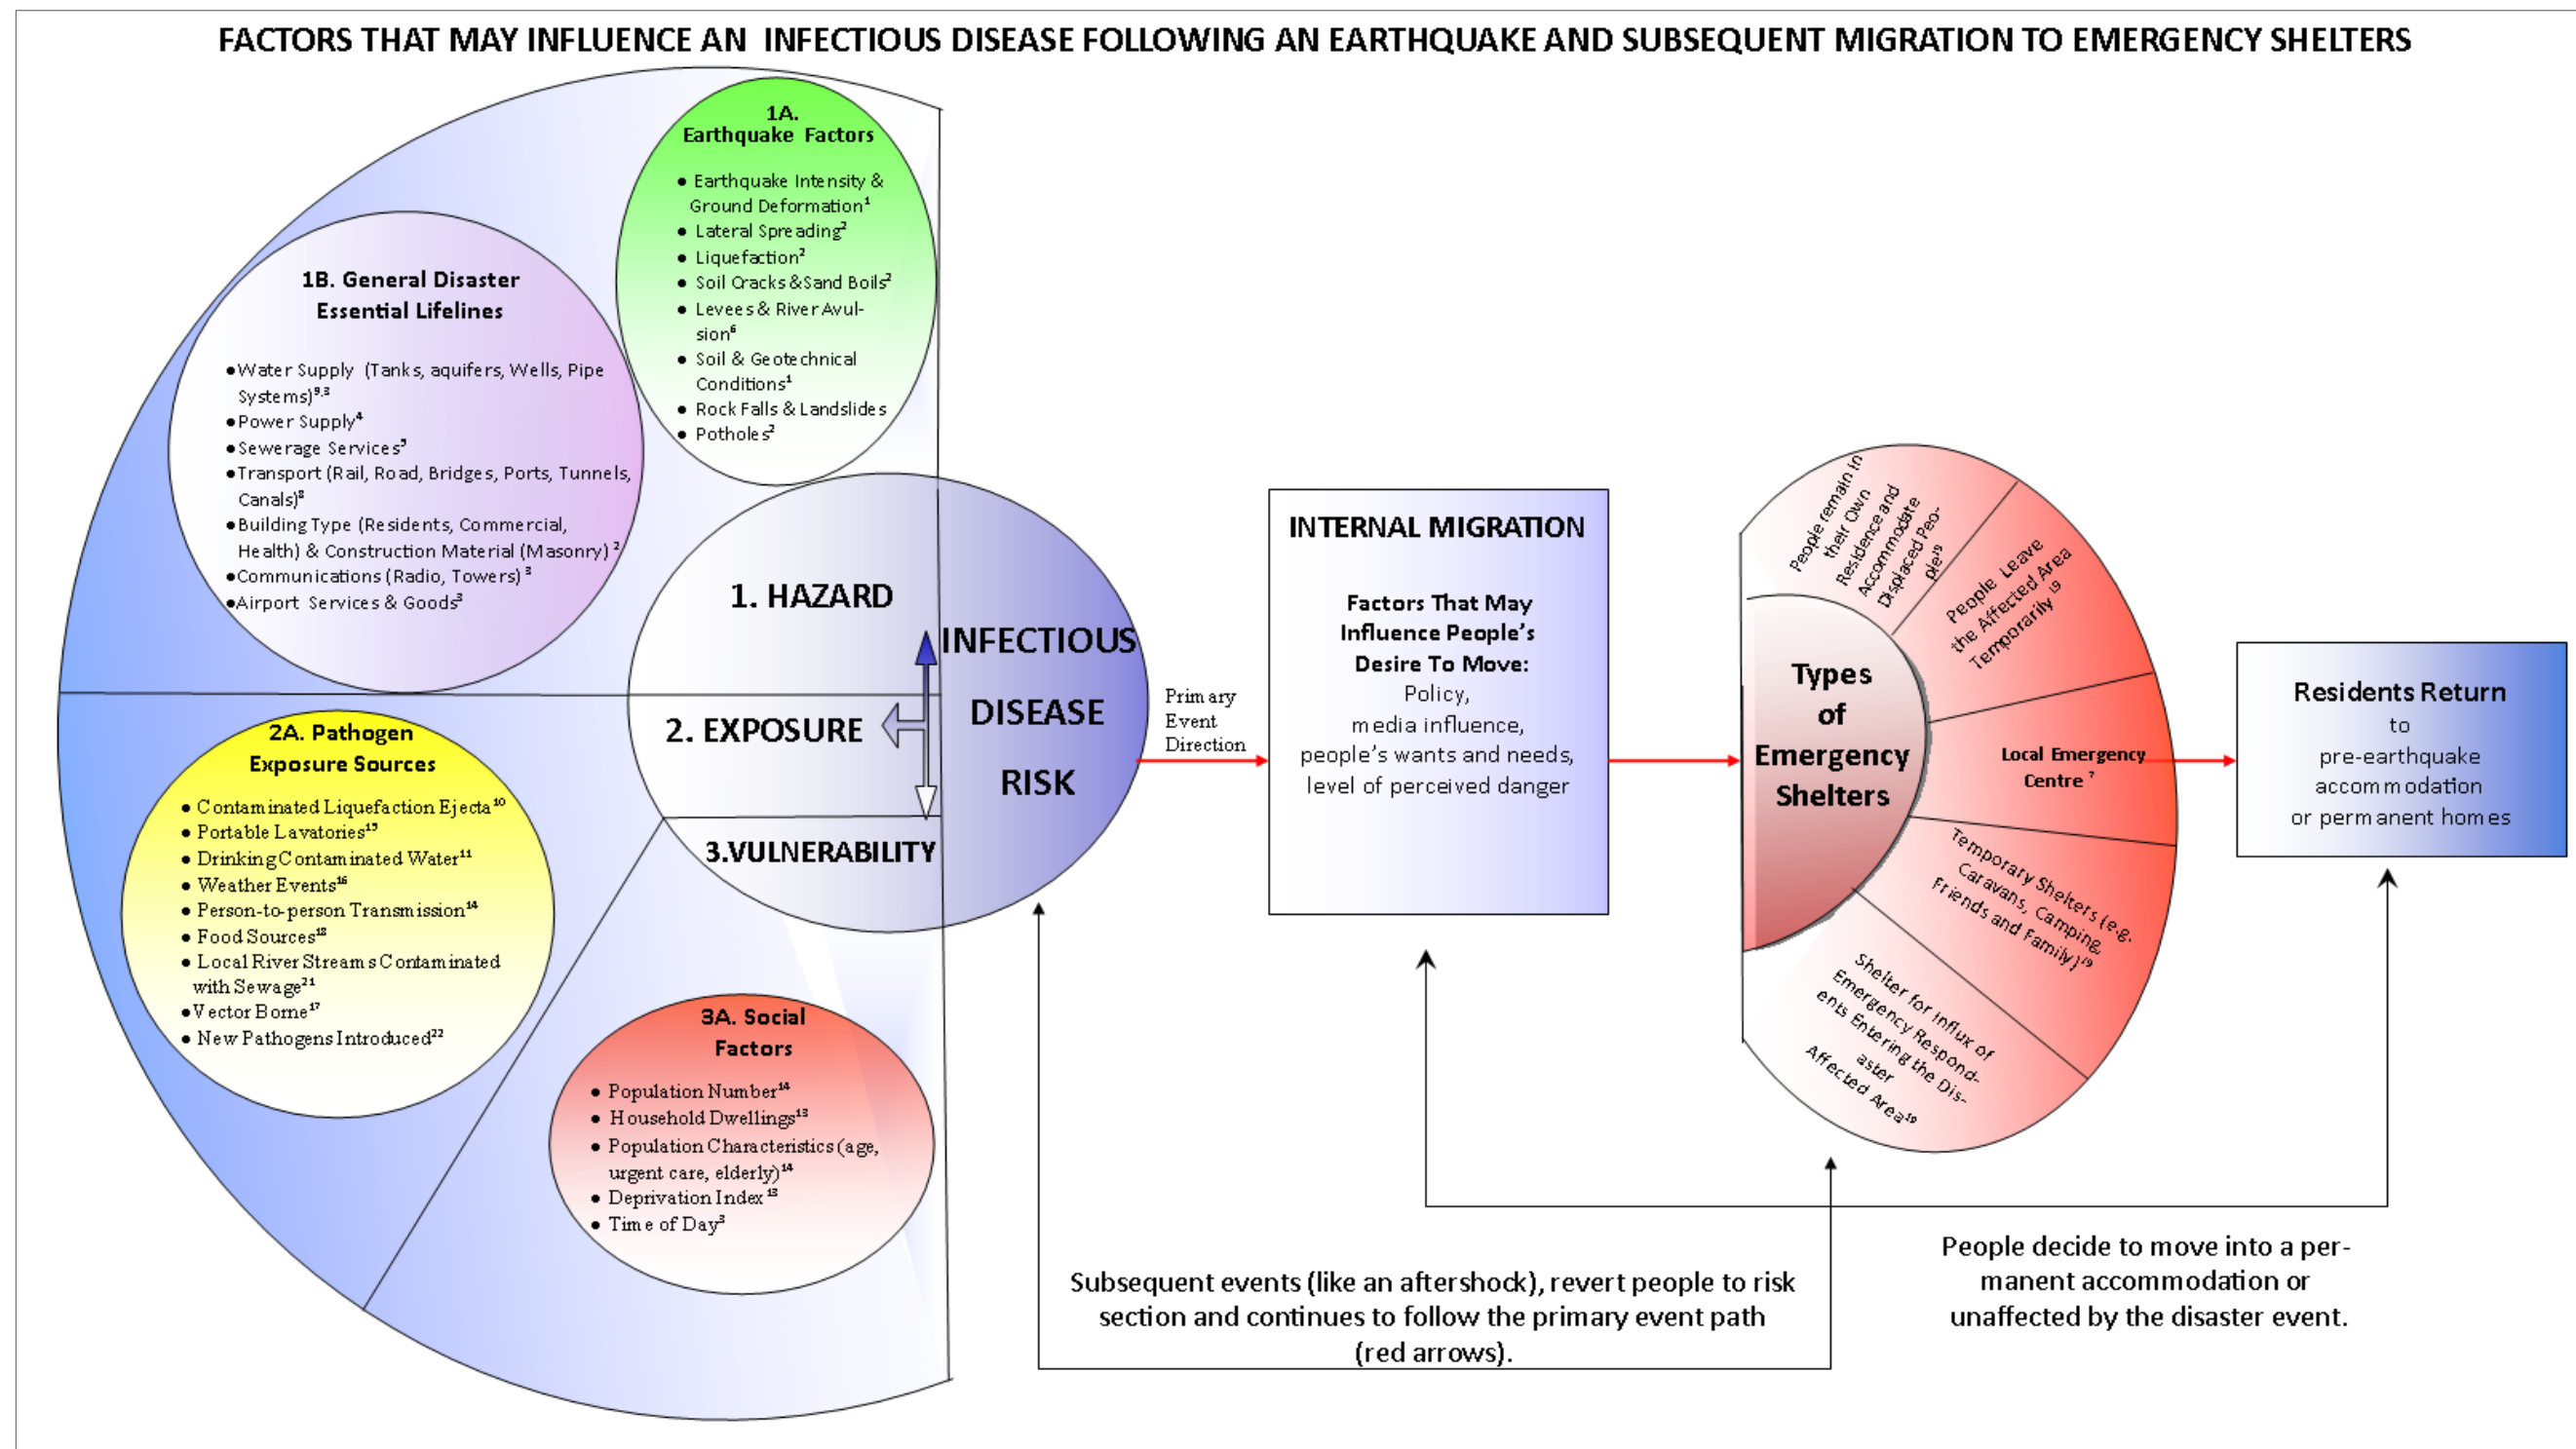 FACTORS THAT MAY INFLUENCE AN INFECTIOUS DISEASE FOLLOWING AN EARTHQUAKE AND SUBSEQUENT MIGRATION TO EMERGENCY SHELTERS
1A.
Earthquake Factors
● Earthquake Intensity &
Ground Deformation¹
● Lateral Spreading²
● Liquefaction²
● Soil Cracks &Sand Boils²
● Levees & River Avul-
sion⁶
● Soil & Geotechnical
Conditions¹
● Rock Falls & Landslides
● Potholes²
1B. General Disaster
Essential Lifelines
●Water Supply (Tanks, aquifers, Wells, Pipe
Systems)⁹·³
●Power Supply⁴
●Sewerage Services⁵
●Transport (Rail, Road, Bridges, Ports, Tunnels,
Canals)⁸
●Building Type (Residents, Commercial,
Health) & Construction Material (Masonry) ²
●Communications (Radio, Towers) ³
●Airport Services & Goods³
1. HAZARD
2. EXPOSURE
3.VULNERABILITY
INFECTIOUS
DISEASE
RISK
2A. Pathogen
Exposure Sources
● Contaminated Liquefaction Ejecta¹⁰
● Portable Lavatories¹⁵
● Drinking Contaminated Water¹¹
● Weather Events¹⁶
● Person-to-person Transmission¹⁴
● Food Sources¹⁸
● Local River Streams Contaminated
with Sewage²¹
●Vector Borne¹⁷
● New Pathogens Introduced²²
3A. Social
Factors
● Population Number¹⁴
● Household Dwellings¹³
● Population Characteristics (age,
urgent care, elderly)¹⁴
● Deprivation Index ¹³
● Time of Day³
Primary
Event
Direction
INTERNAL MIGRATION
Factors That May
Influence People's
Desire To Move:
Policy,
media influence,
people's wants and needs,
level of perceived danger
Types
of
Emergency
Shelters
People remain in
their Own
Residence and
Accommodate
Displaced Peo-
ple¹⁹
People Leave
the Affected Area
Temporarily ¹⁹
Local Emergency
Centre ⁷
Temporary Shelters (e.g.
Caravans, Camping,
Friends and Family)¹⁹
Shelter for influx of
Emergency Respond-
ents Entering the Dis-
aster
Affected Area¹⁹
Residents Return
to
pre-earthquake
accommodation
or permanent homes
Subsequent events (like an aftershock), revert people to risk
section and continues to follow the primary event path
(red arrows).
People decide to move into a per-
manent accommodation or
unaffected by the disaster event.